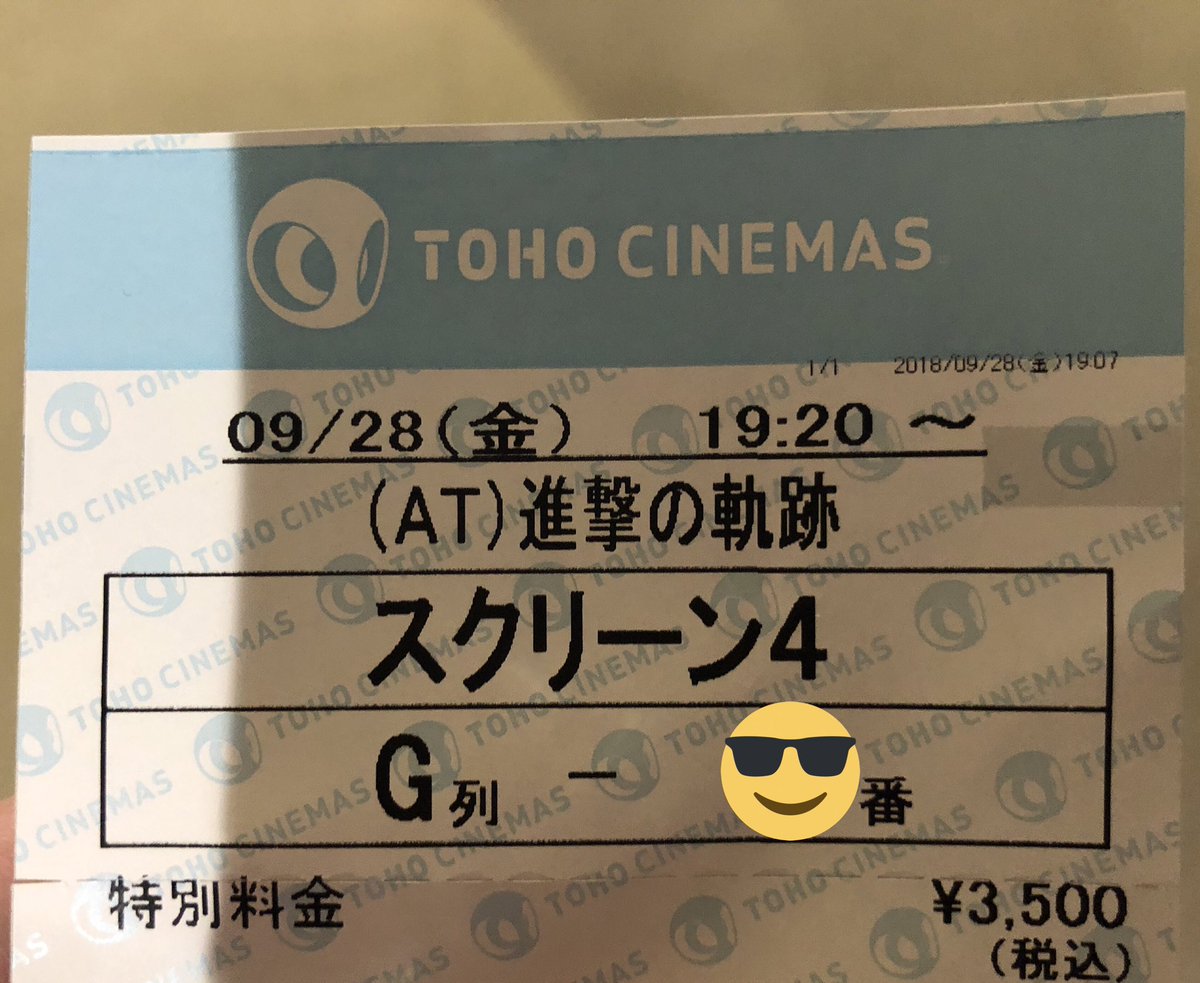 TOHO CINEMAS
1/1 2018/09/28(金)19:07
09/28(金) 19:20 ～
(AT)進撃の軌跡
スクリーン4
G列 － 番
特別料金 ¥3,500
(税込)